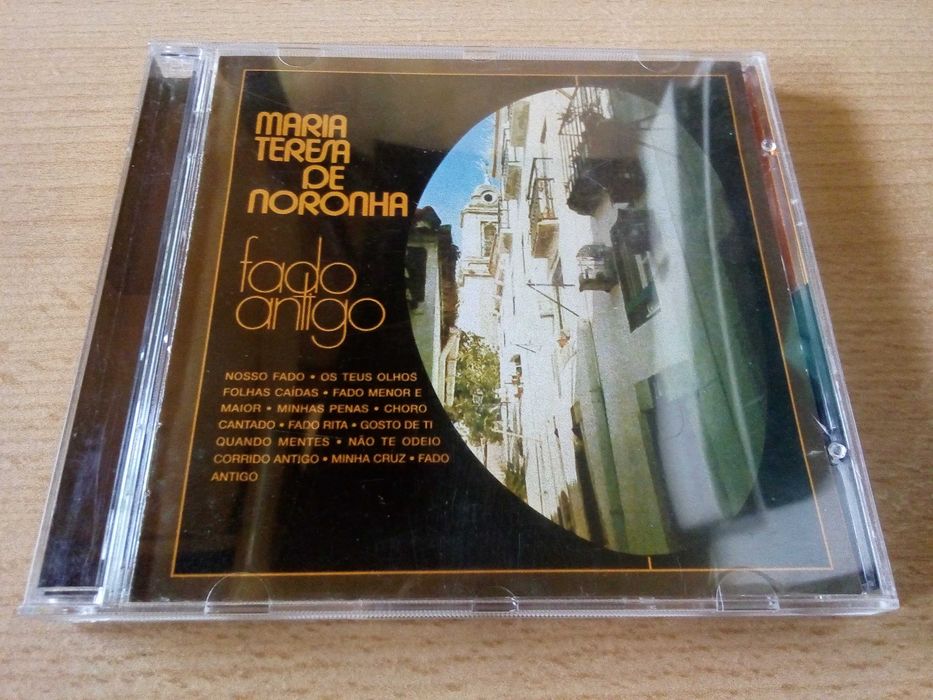 MARIA
TERESA
DE
NORONHA
fado
antigo
NOSSO FADO • OS TEUS OLHOS
FOLHAS CAÍDAS • FADO MENOR E
MAIOR • MINHAS PENAS • CHORO
CANTADO • FADO RITA • GOSTO DE TI
QUANDO MENTES • NÃO TE ODEIO
CORRIDO ANTIGO • MINHA CRUZ • FADO
ANTIGO